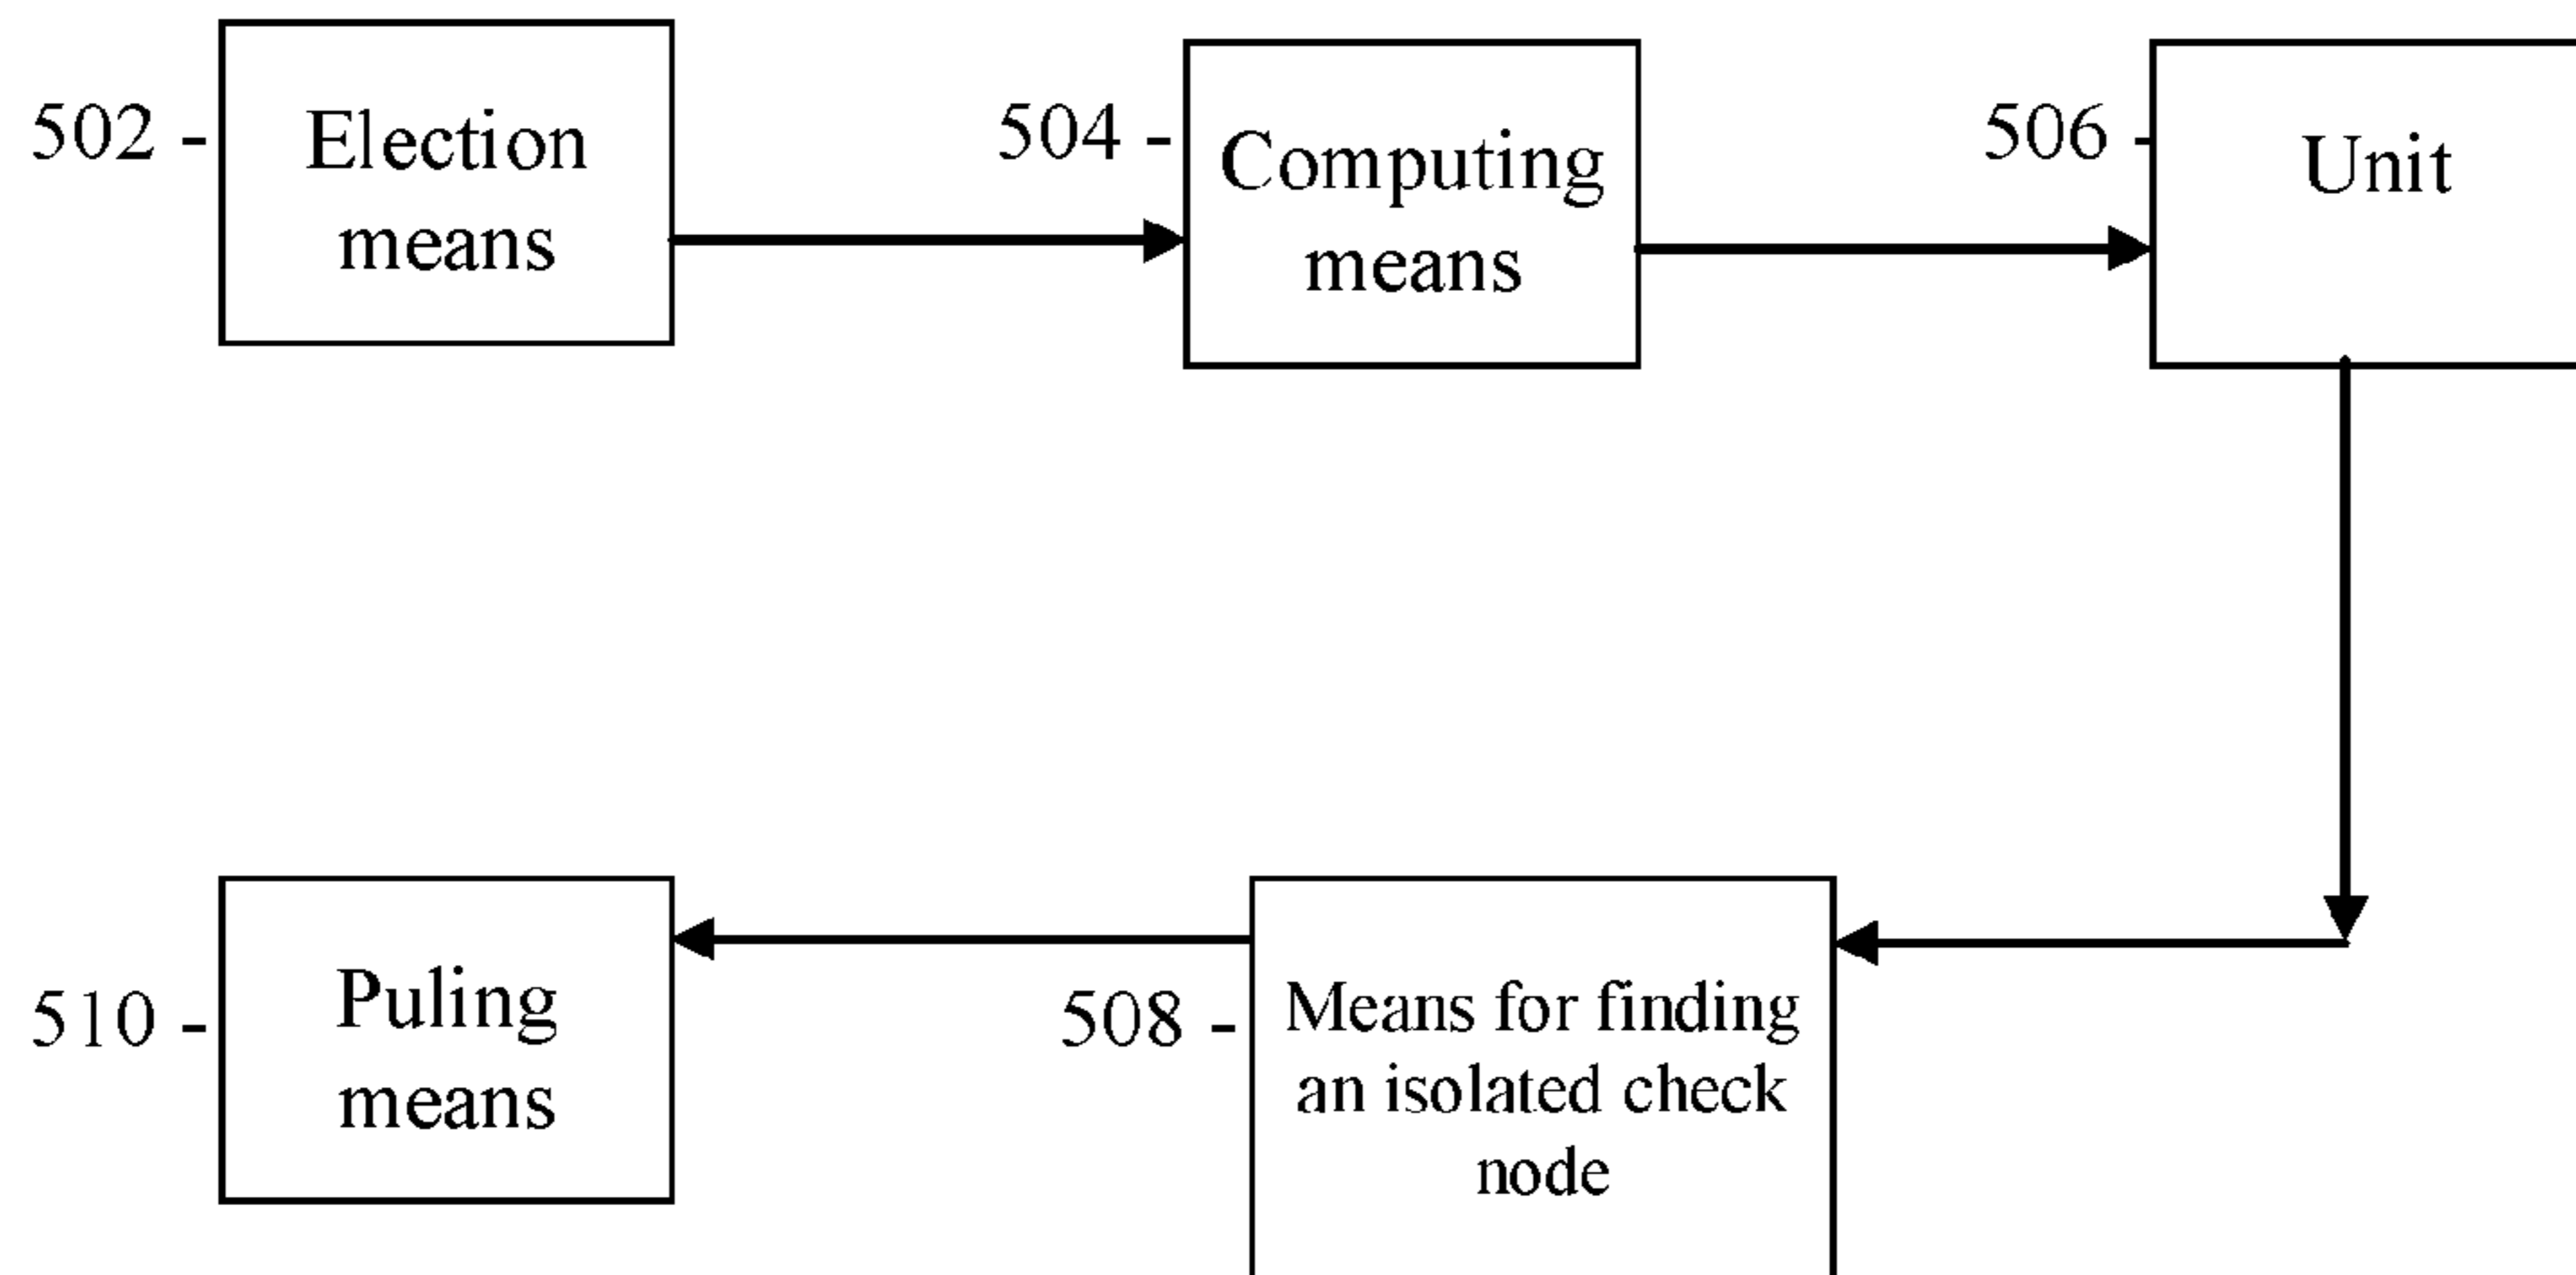 502 -
Election
means
504 -
Computing
means
506 -
Unit
510 -
Puling
means
508 -
Means for finding
an isolated check
node